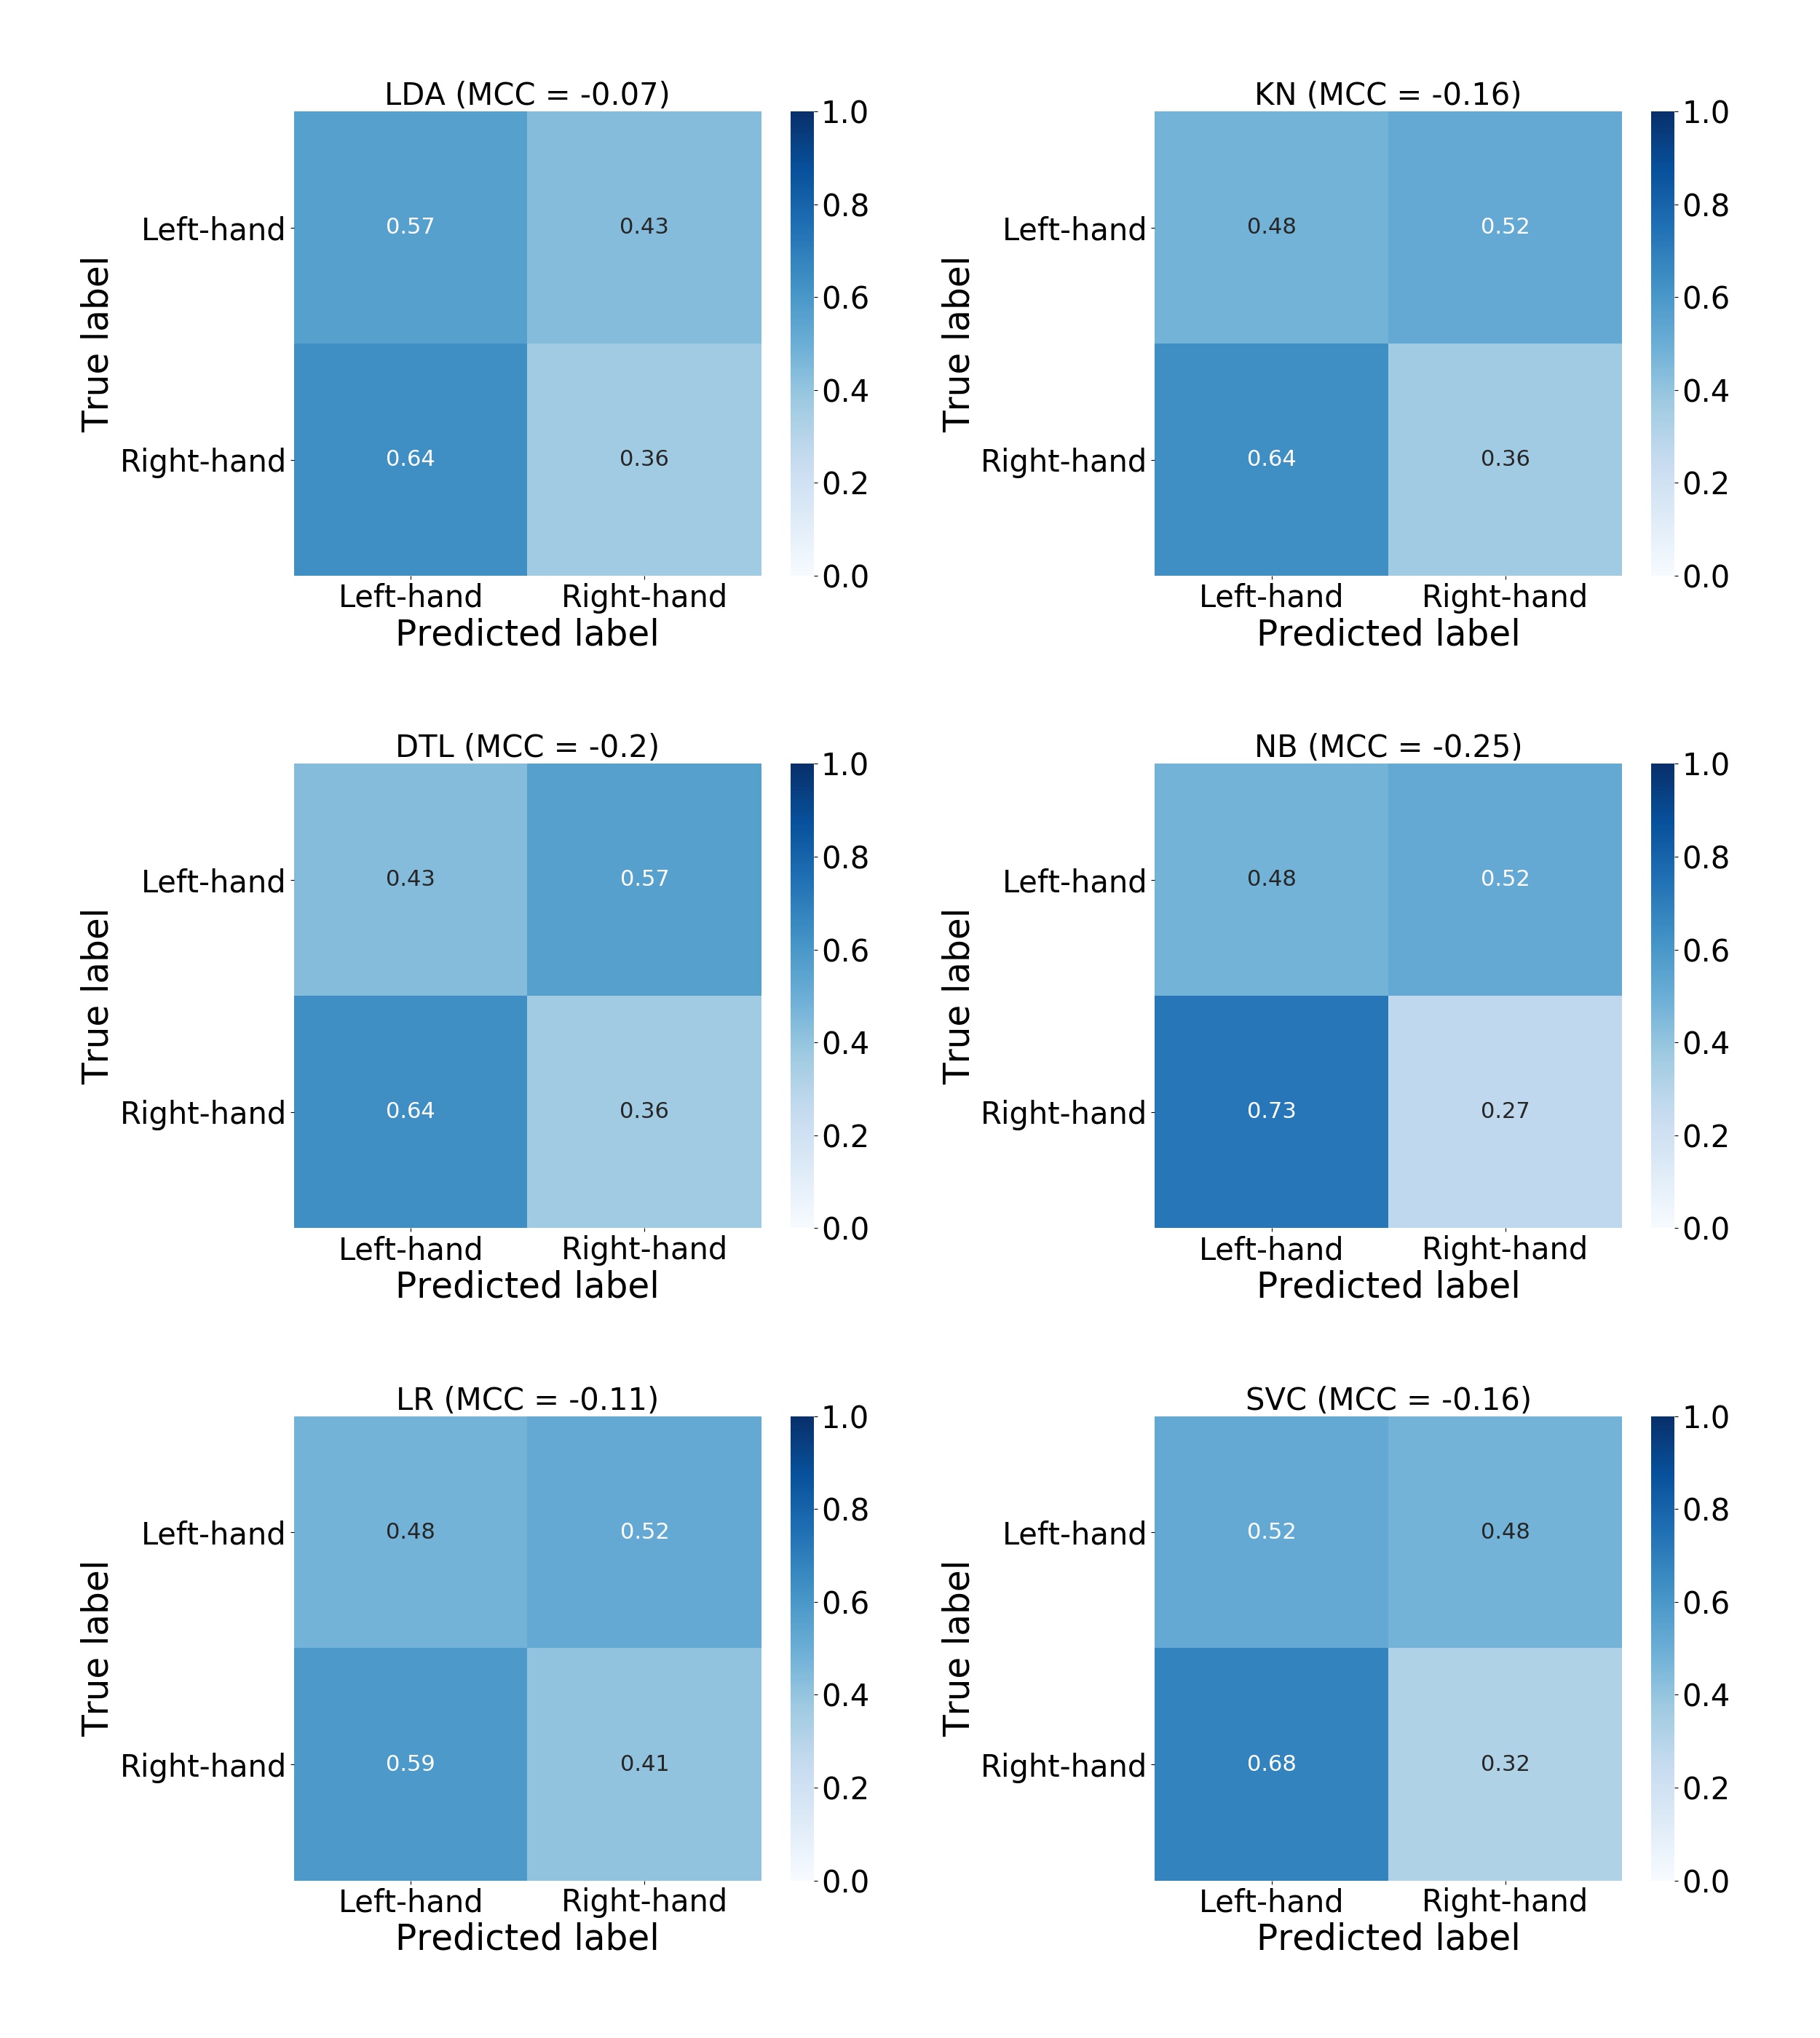 LDA (MCC = -0.07)
True label
Left-hand
0.57
0.43
Right-hand
0.64
0.36
Left-hand
Right-hand
Predicted label
1.0
0.8
0.6
0.4
0.2
0.0
KN (MCC = -0.16)
True label
Left-hand
0.48
0.52
Right-hand
0.64
0.36
Left-hand
Right-hand
Predicted label
1.0
0.8
0.6
0.4
0.2
0.0
DTL (MCC = -0.2)
True label
Left-hand
0.43
0.57
Right-hand
0.64
0.36
Left-hand
Right-hand
Predicted label
1.0
0.8
0.6
0.4
0.2
0.0
NB (MCC = -0.25)
True label
Left-hand
0.48
0.52
Right-hand
0.73
0.27
Left-hand
Right-hand
Predicted label
1.0
0.8
0.6
0.4
0.2
0.0
LR (MCC = -0.11)
True label
Left-hand
0.48
0.52
Right-hand
0.59
0.41
Left-hand
Right-hand
Predicted label
1.0
0.8
0.6
0.4
0.2
0.0
SVC (MCC = -0.16)
True label
Left-hand
0.52
0.48
Right-hand
0.68
0.32
Left-hand
Right-hand
Predicted label
1.0
0.8
0.6
0.4
0.2
0.0